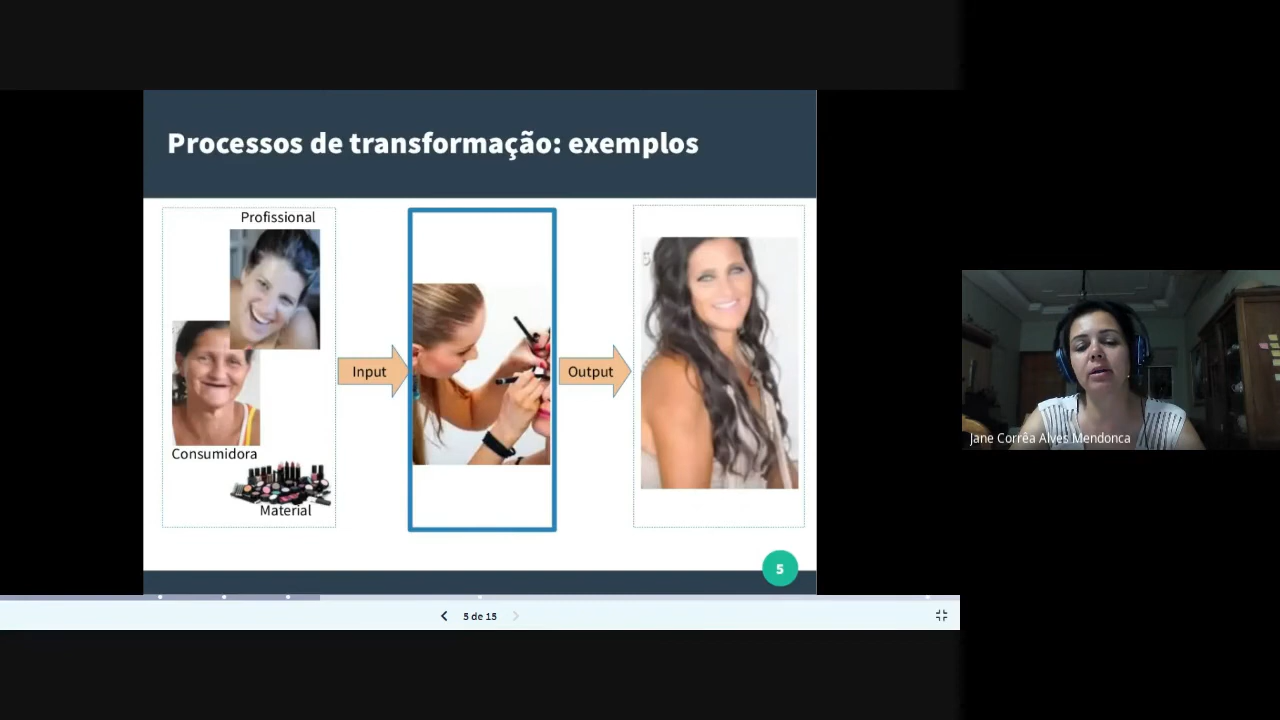 Processos de transformação: exemplos
Profissional
Consumidora
Material
Input
Output
5
5 de 15
Jane Corrêa Alves Mendonca